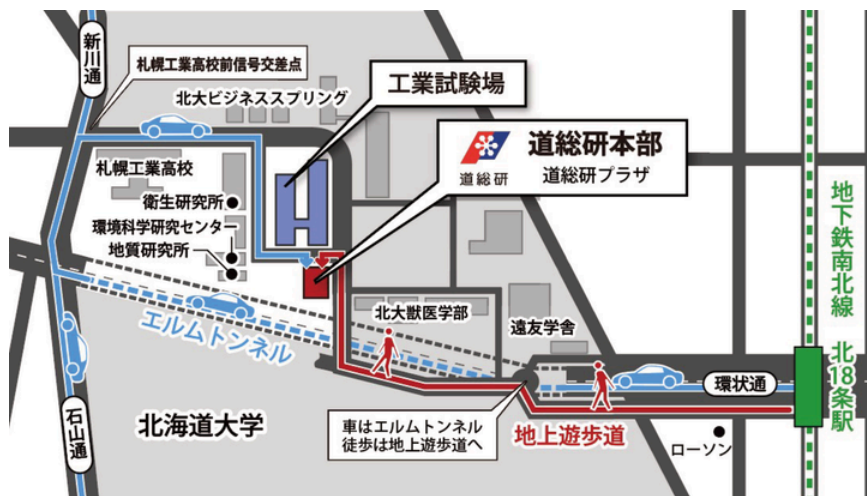 新川通
札幌工業高校前信号交差点
北大ビジネススプリング
工業試験場
道総研
道総研本部
道総研プラザ
札幌工業高校
衛生研究所
環境科学研究センター
地質研究所
エルムトンネル
北大獣医学部
遠友学舎
地下鉄南北線 北18条駅
環状通
石山通
北海道大学
車はエルムトンネル
徒歩は地上遊歩道へ
地上遊歩道
ローソン